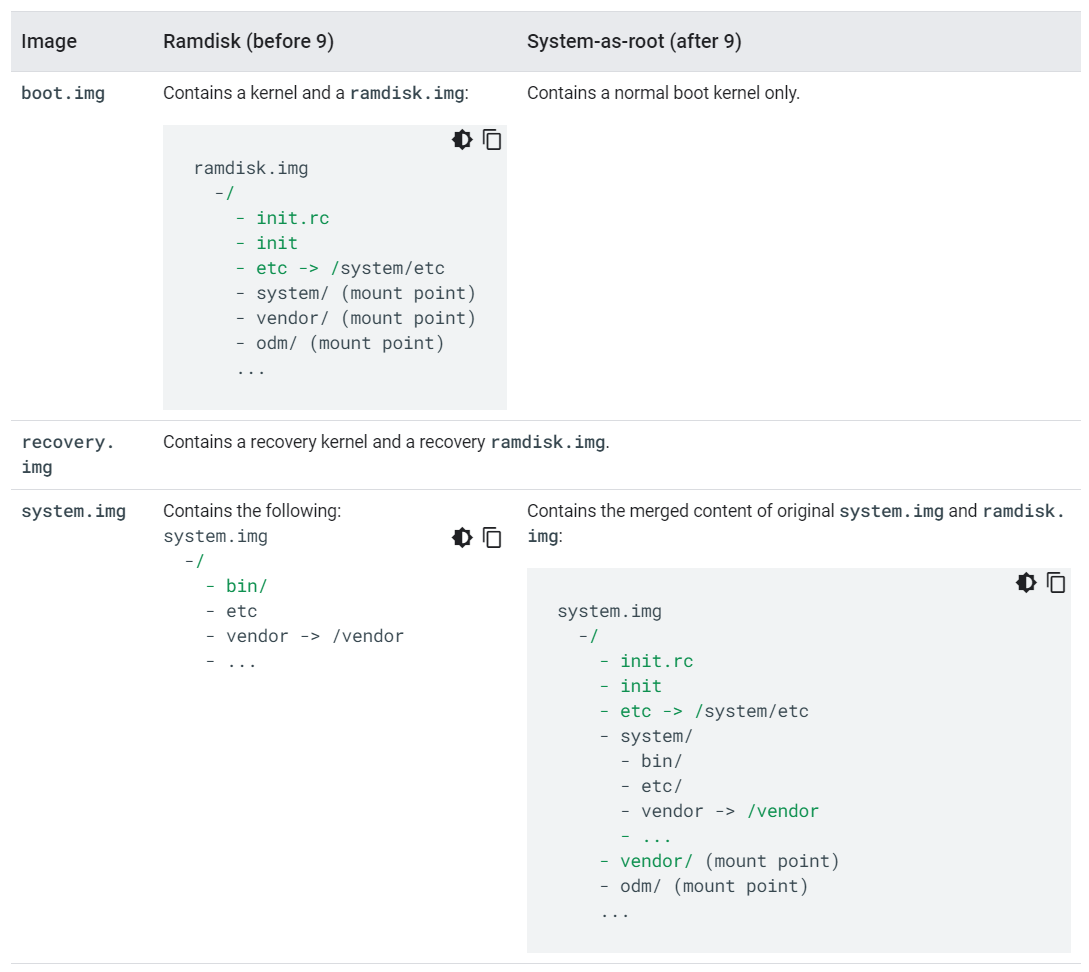 Image Ramdisk (before 9) System-as-root (after 9)
boot.img Contains a kernel and a ramdisk.img: Contains a normal boot kernel only.
ramdisk.img
-/
- init.rc
- init
- etc -> /system/etc
- system/ (mount point)
- vendor/ (mount point)
- odm/ (mount point)
...
recovery.
img
Contains a recovery kernel and a recovery ramdisk.img.
system.img
Contains the following:
system.img
-/
- bin/
- etc
- vendor -> /vendor
- ...
Contains the merged content of original system.img and ramdisk.
img:
system.img
-/
- init.rc
- init
- etc -> /system/etc
- system/
- bin/
- etc/
- vendor -> /vendor
- ...
- vendor/ (mount point)
- odm/ (mount point)
...